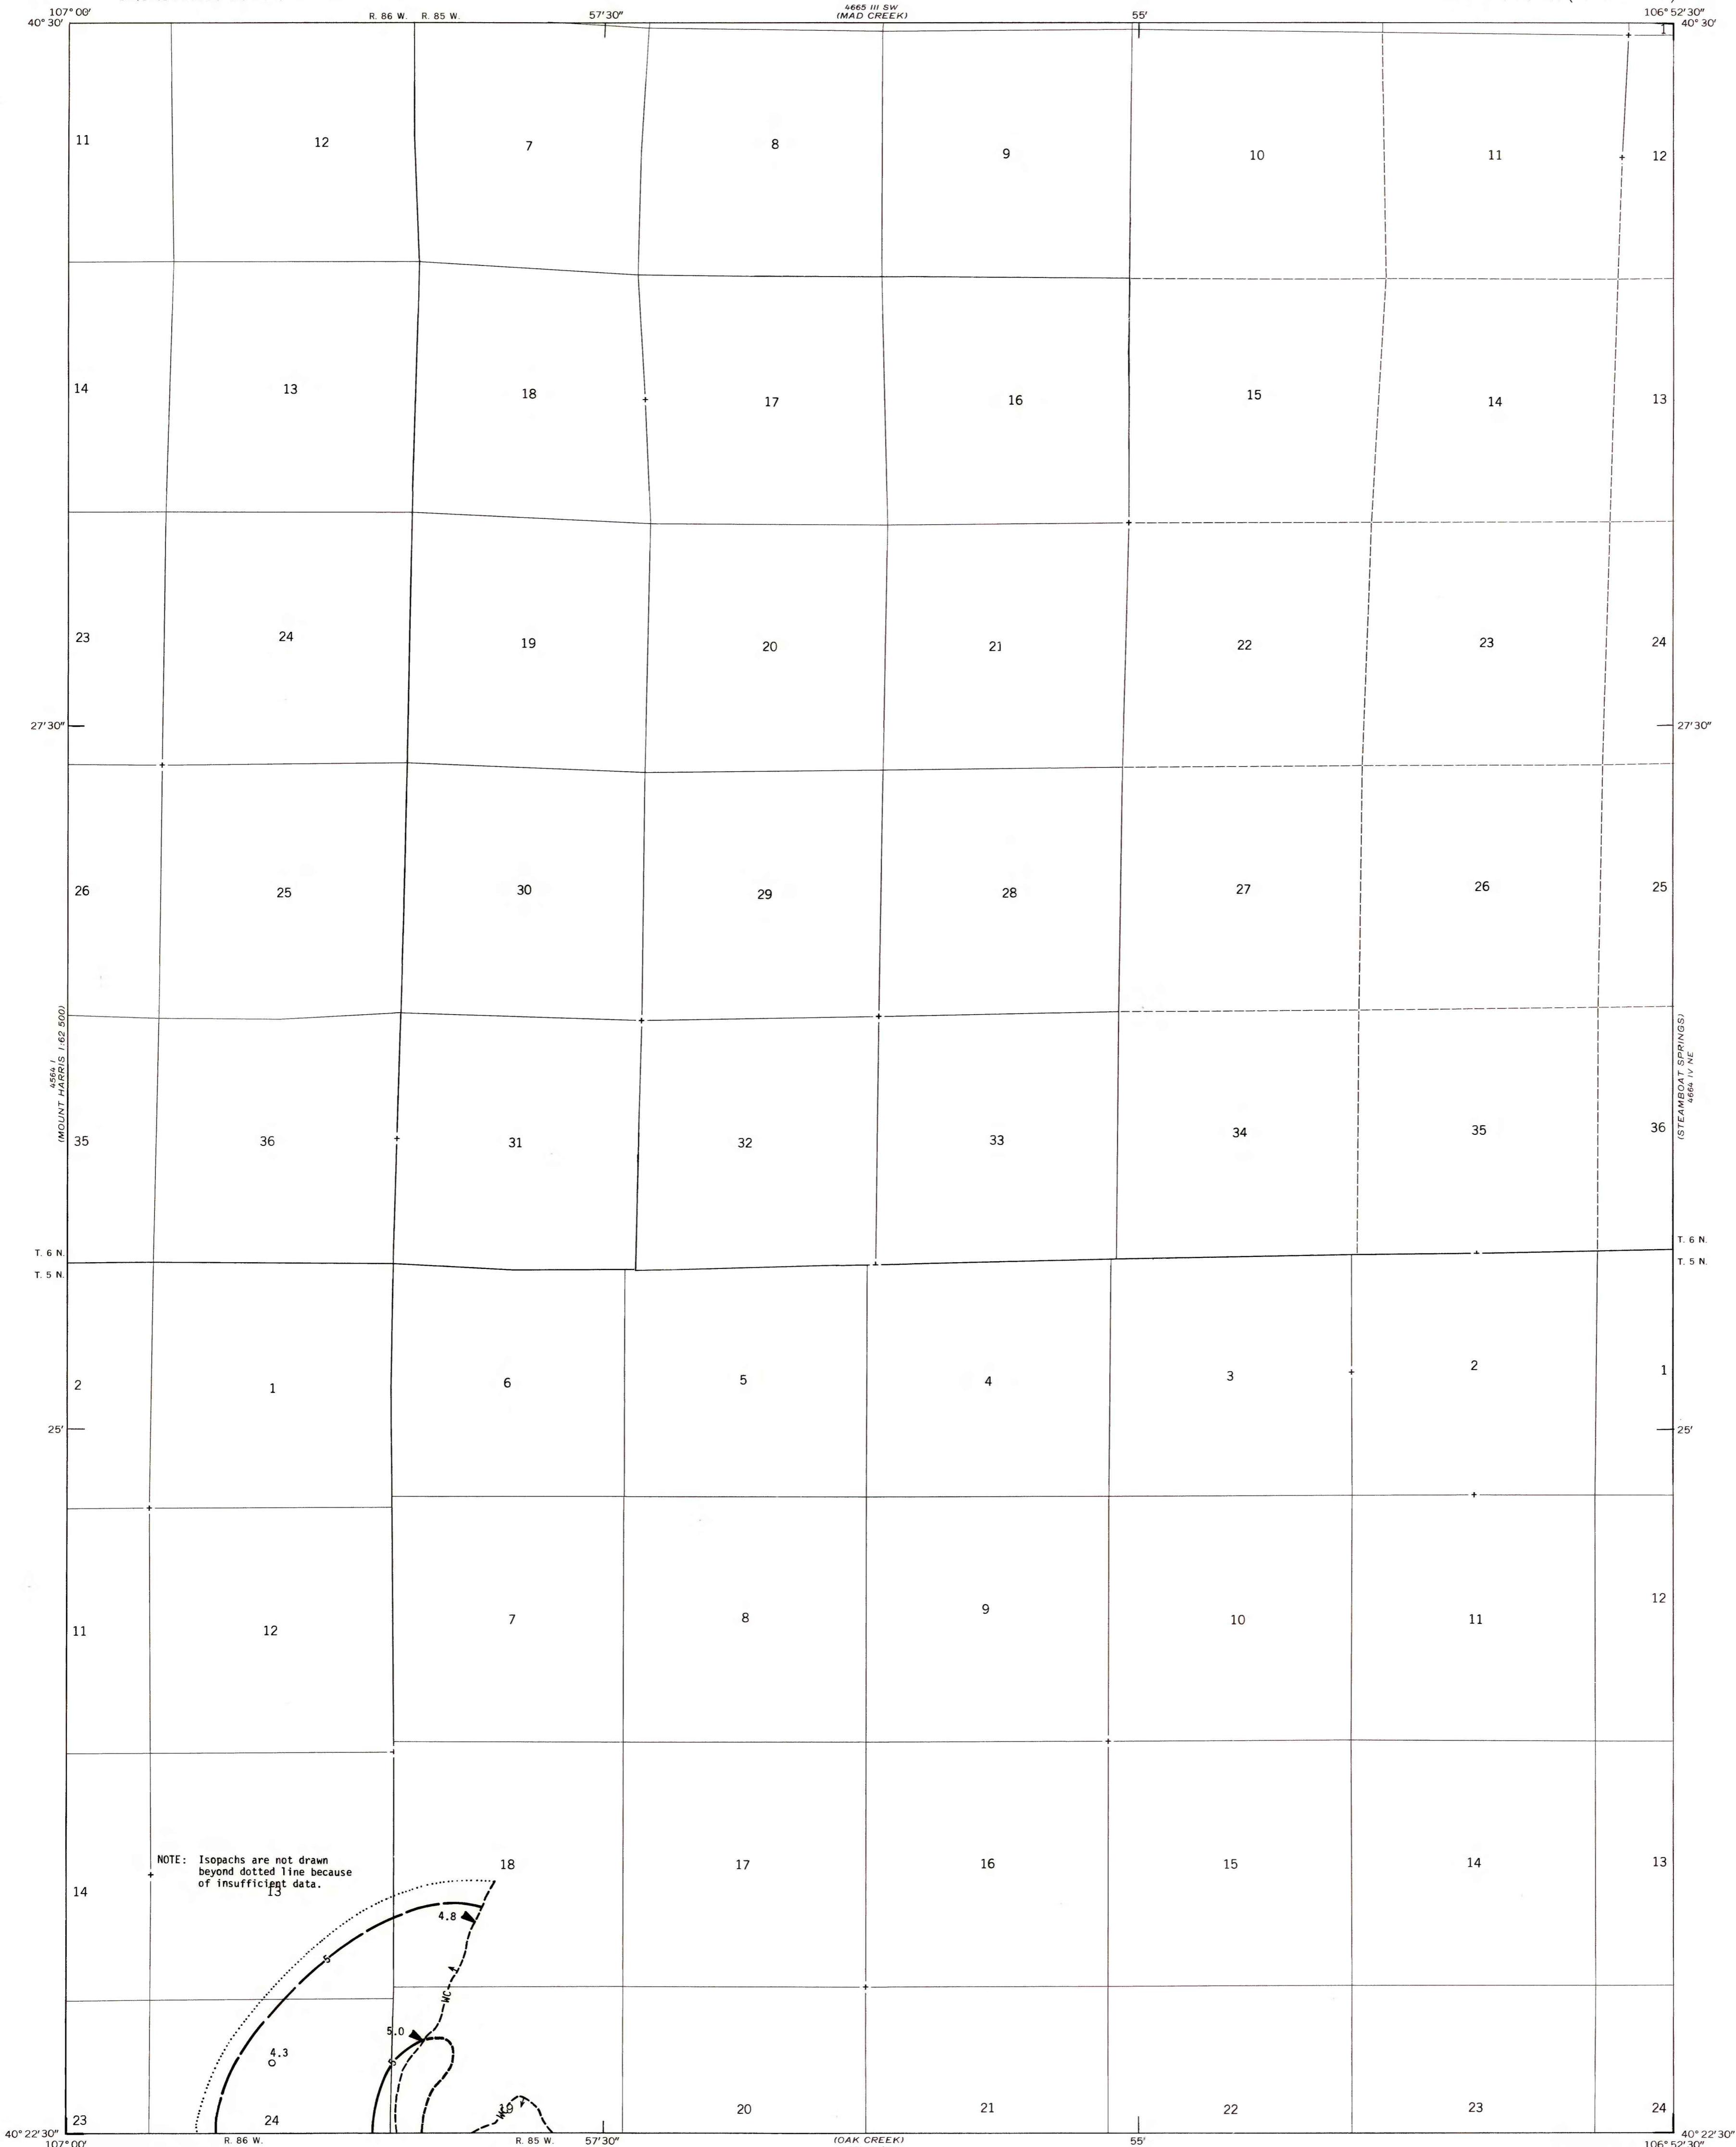 4665 III SW
107° 00′ R. 86 W. R. 85 W. 57′30″ (MAD CREEK) 55′ 106° 52′30″
40° 30′ 40° 30′
1
11 12 7 8 9 10 11 12
14 13 18 17 16 15 14 13
23 24 19 20 21 22 23 24
27′30″ 27′30″
26 25 30 29 28 27 26 25
4564 I
(MOUNT HARRIS 1:62 500)
(STEAMBOAT SPRINGS)
4664 IV NE
35 36 31 32 33 34 35 36
T. 6 N. T. 6 N.
T. 5 N. T. 5 N.
2 1 6 5 4 3 2 1
25′ 25′
11 12 7 8 9 10 11 12
NOTE: Isopachs are not drawn
beyond dotted line because
of insufficient data.
14 13 18 17 16 15 14 13
4.8
5
WC
5.0
5
4.3
WC
23 24 19 20 21 22 23 24
40° 22′30″ 40° 22′30″
107° 00′ R. 86 W. R. 85 W. 57′30″ (OAK CREEK) 55′ 106° 52′30″